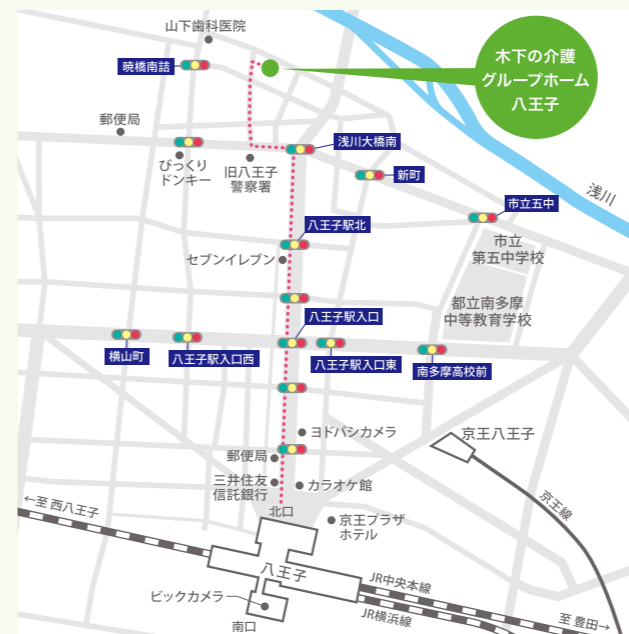 山下歯科医院
木下の介護
グループホーム
八王子
暁橋南詰
郵便局
浅川大橋南
びっくり
ドンキー
旧八王子
警察署
新町
浅川
市立五中
八王子駅北
市立
第五中学校
セブンイレブン
都立南多摩
中等教育学校
八王子駅入口
横山町
八王子駅入口西
八王子駅入口東
南多摩高校前
ヨドバシカメラ
京王八王子
郵便局
三井住友
信託銀行
カラオケ館
京王線
←至 西八王子
北口
京王プラザ
ホテル
八王子
JR中央本線
ビックカメラ
JR横浜線
至 豊田→
南口